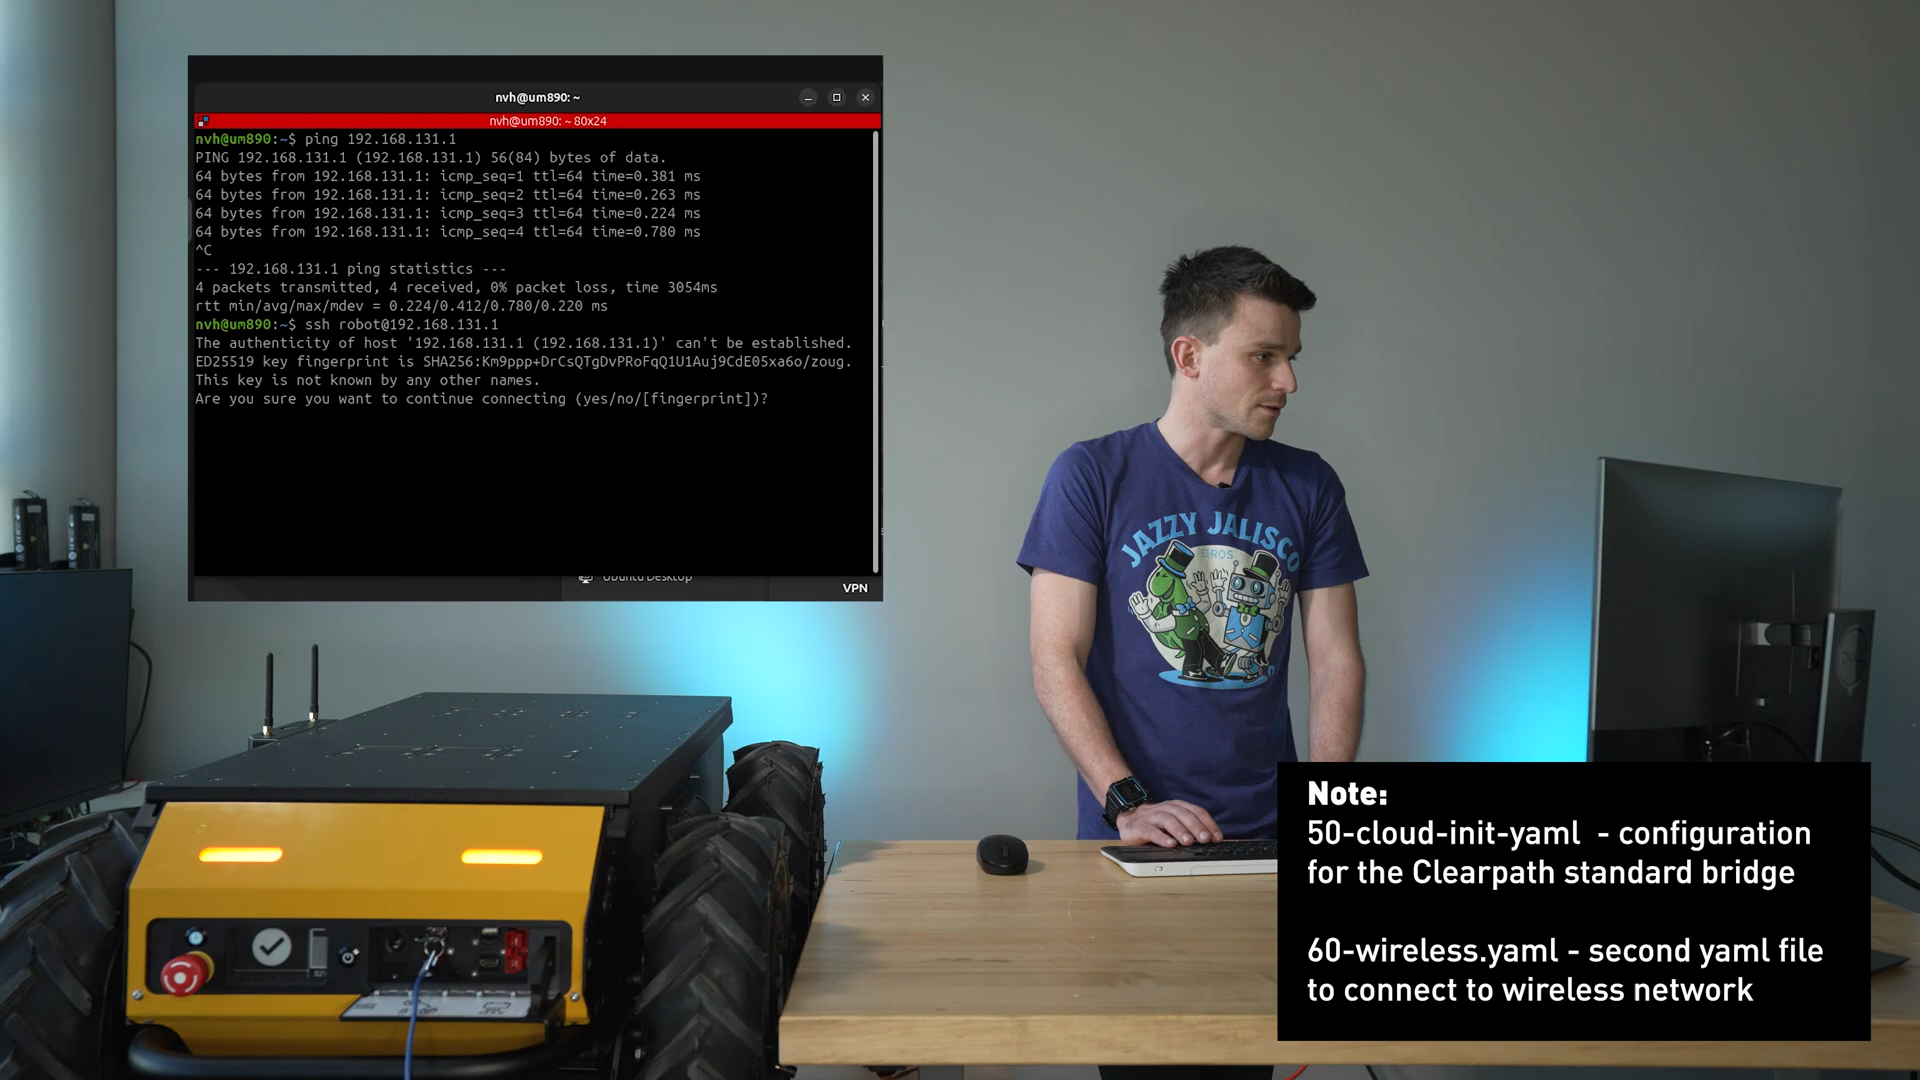 nvh@um890: ~
nvh@um890: ~ 80x24
nvh@um890:~$ ping 192.168.131.1
PING 192.168.131.1 (192.168.131.1) 56(84) bytes of data.
64 bytes from 192.168.131.1: icmp_seq=1 ttl=64 time=0.381 ms
64 bytes from 192.168.131.1: icmp_seq=2 ttl=64 time=0.263 ms
64 bytes from 192.168.131.1: icmp_seq=3 ttl=64 time=0.224 ms
64 bytes from 192.168.131.1: icmp_seq=4 ttl=64 time=0.780 ms
^C
--- 192.168.131.1 ping statistics ---
4 packets transmitted, 4 received, 0% packet loss, time 3054ms
rtt min/avg/max/mdev = 0.224/0.412/0.780/0.220 ms
nvh@um890:~$ ssh robot@192.168.131.1
The authenticity of host '192.168.131.1 (192.168.131.1)' can't be established.
ED25519 key fingerprint is SHA256:Km9ppp+DrCsQTgDvPRoFqQ1U1Auj9CdE05xa6o/zoug.
This key is not known by any other names.
Are you sure you want to continue connecting (yes/no/[fingerprint])?
Ubuntu Desktop
VPN
JAZZY JALISCO
ROS
Note:
50-cloud-init-yaml - configuration
for the Clearpath standard bridge
60-wireless.yaml - second yaml file
to connect to wireless network